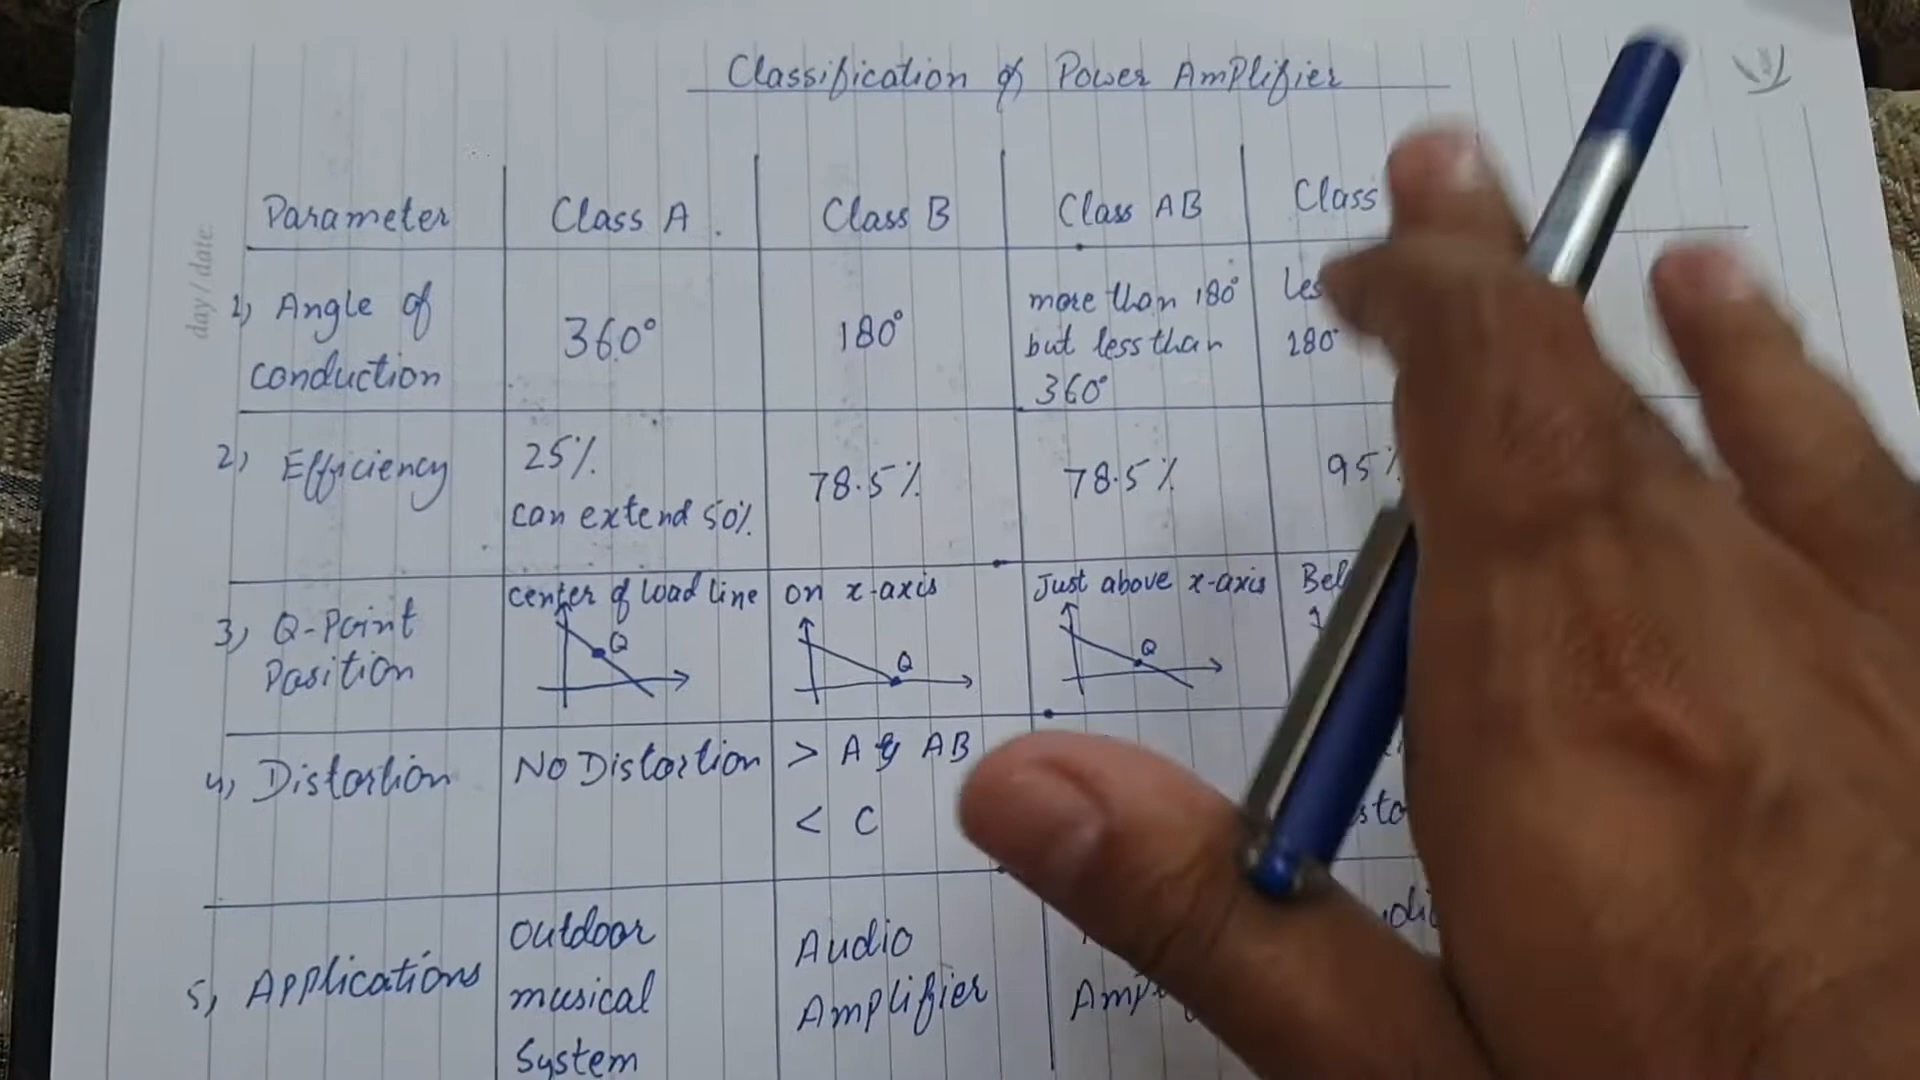 Classification of Power Amplifier
day/date
Parameter Class A . Class B Class AB Class
1) Angle of conduction 360° 180° more than 180° but less than 360° 180°
2) Efficiency 25% can extend 50% 78.5% 78.5% 95%
3) Q-Point Position center of load line on x-axis Just above x-axis
Q Q Q
4) Distortion No Distortion > A & AB
< C
5) Applications outdoor musical system Audio Amplifier